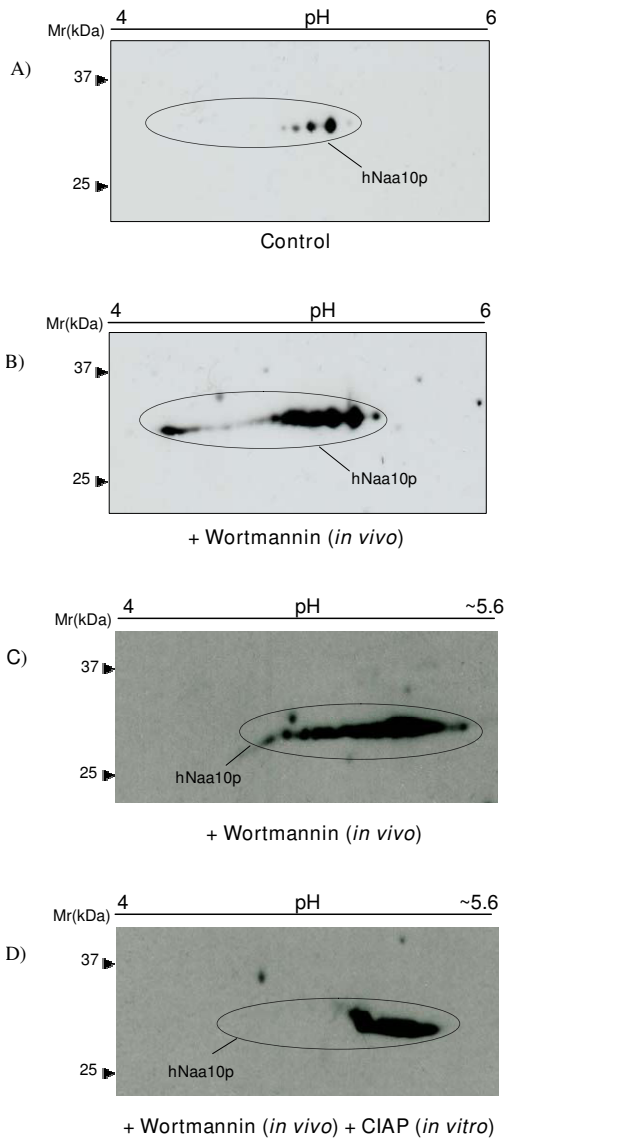 4 pH 6
Mr(kDa)
A)
37
hNaa10p
25
Control
4 pH 6
Mr(kDa)
B)
37
hNaa10p
25
+ Wortmannin (in vivo)
4 pH ~5.6
Mr(kDa)
C)
37
25
hNaa10p
+ Wortmannin (in vivo)
4 pH ~5.6
Mr(kDa)
D)
37
25
hNaa10p
+ Wortmannin (in vivo) + CIAP (in vitro)